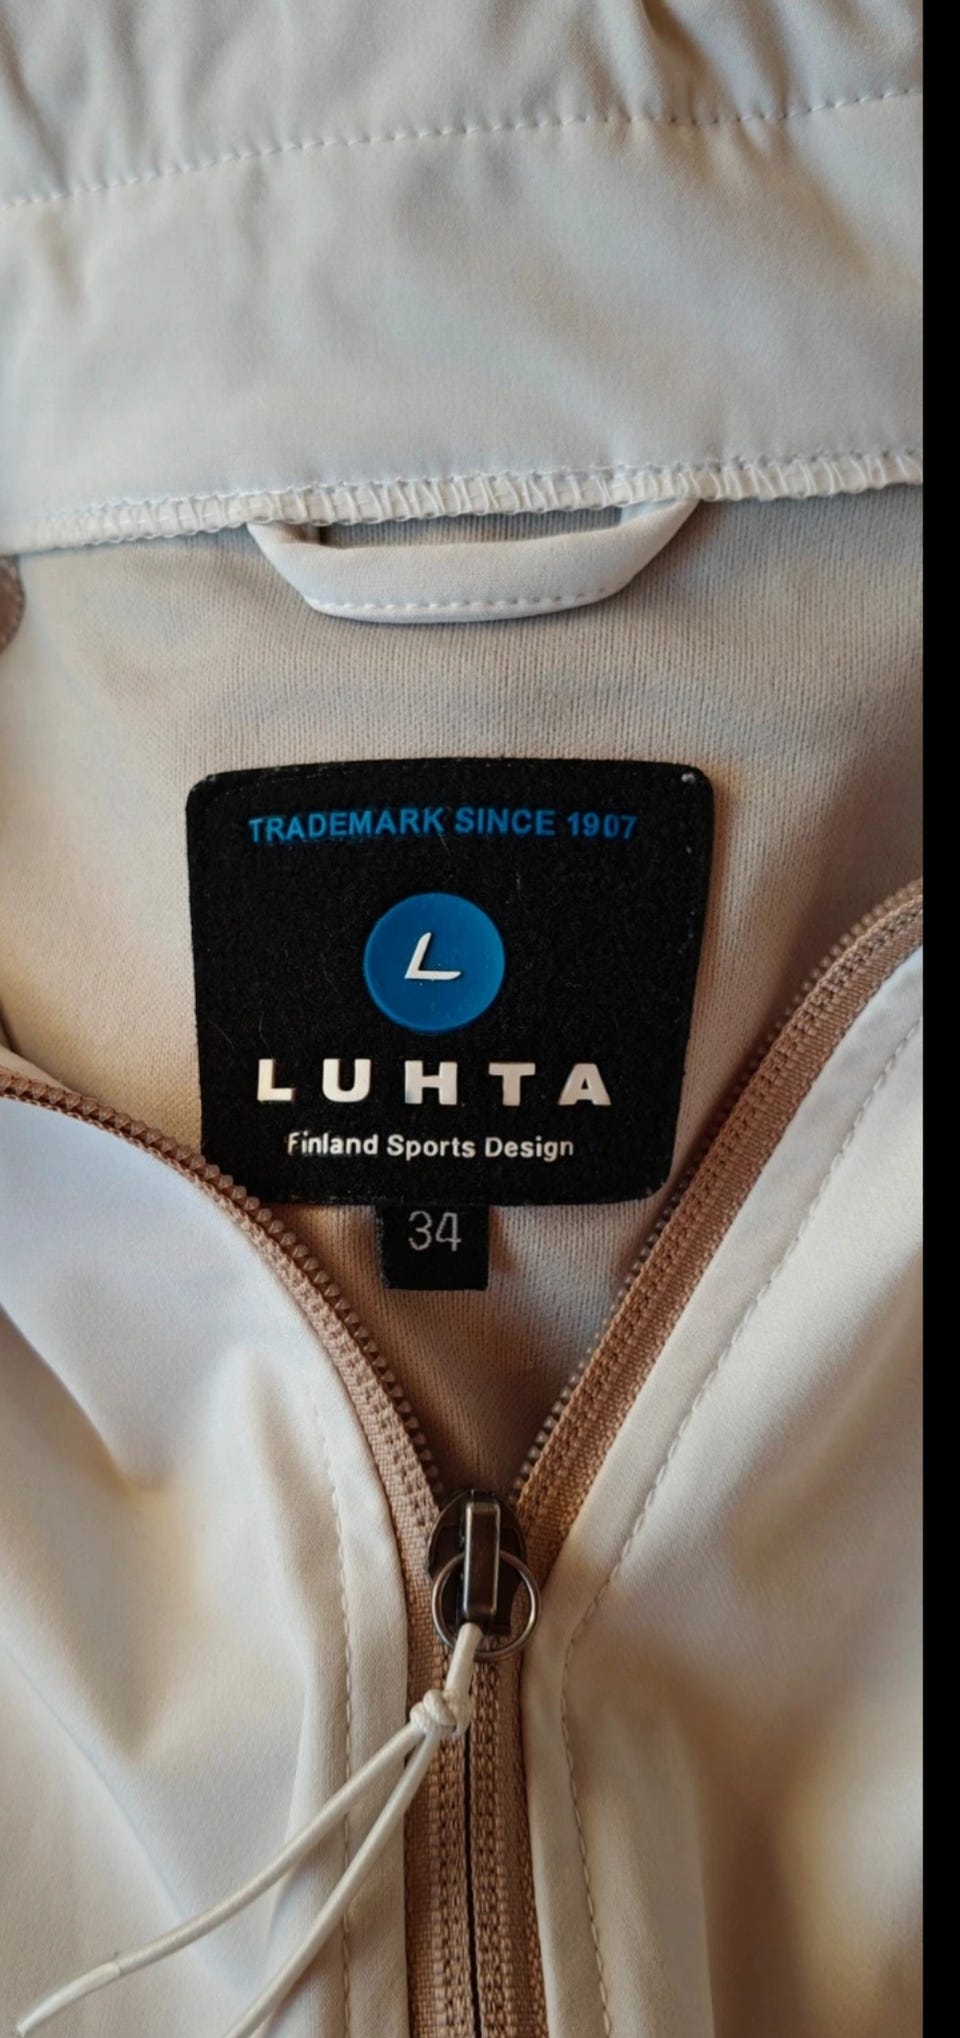 TRADEMARK SINCE 1907
L
LUHTA
Finland Sports Design
34